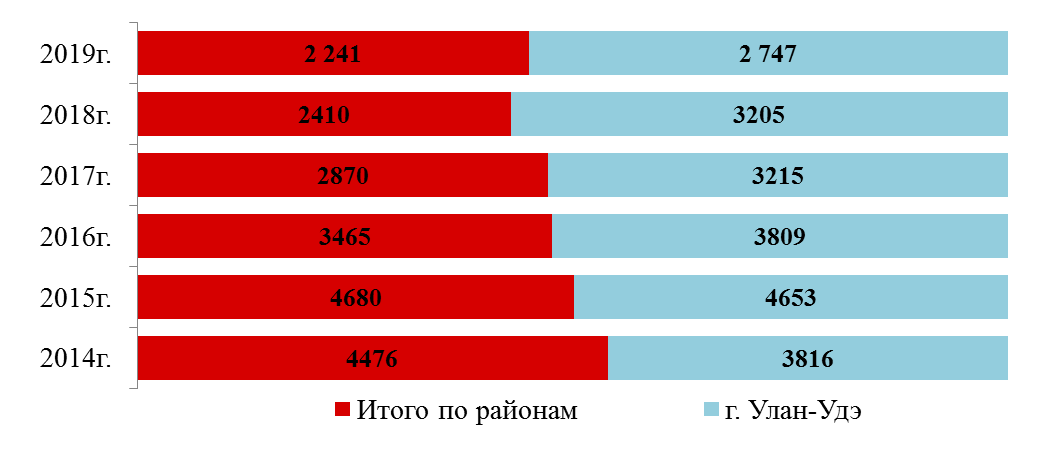 2019г. 2 241 2 747
2018г. 2410 3205
2017г. 2870 3215
2016г. 3465 3809
2015г. 4680 4653
2014г. 4476 3816
Итого по районам г. Улан-Удэ